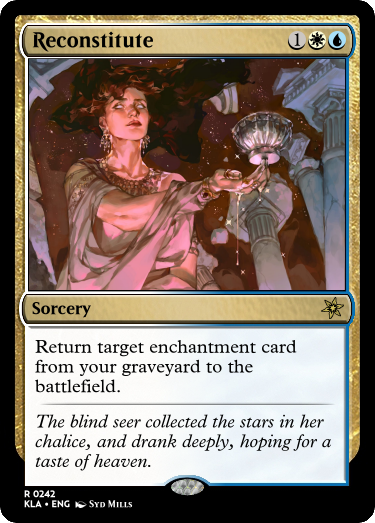 Reconstitute 1
Sorcery
Return target enchantment card
from your graveyard to the
battlefield.
The blind seer collected the stars in her
chalice, and drank deeply, hoping for a
taste of heaven.
R 0242
KLA • ENG Syd Mills